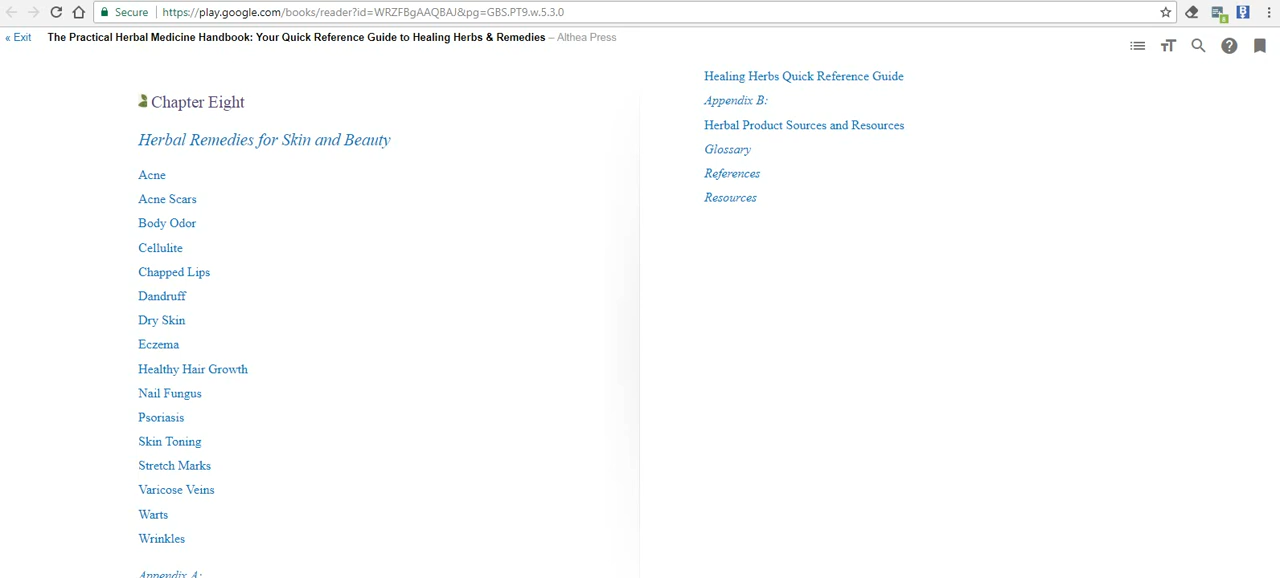 Secure https://play.google.com/books/reader?id=WRZFBgAAQBAJ&pg=GBS.PT9.w.5.3.0
« Exit The Practical Herbal Medicine Handbook: Your Quick Reference Guide to Healing Herbs & Remedies – Althea Press
Chapter Eight
Herbal Remedies for Skin and Beauty
Acne
Acne Scars
Body Odor
Cellulite
Chapped Lips
Dandruff
Dry Skin
Eczema
Healthy Hair Growth
Nail Fungus
Psoriasis
Skin Toning
Stretch Marks
Varicose Veins
Warts
Wrinkles
Appendix A:
Healing Herbs Quick Reference Guide
Appendix B:
Herbal Product Sources and Resources
Glossary
References
Resources